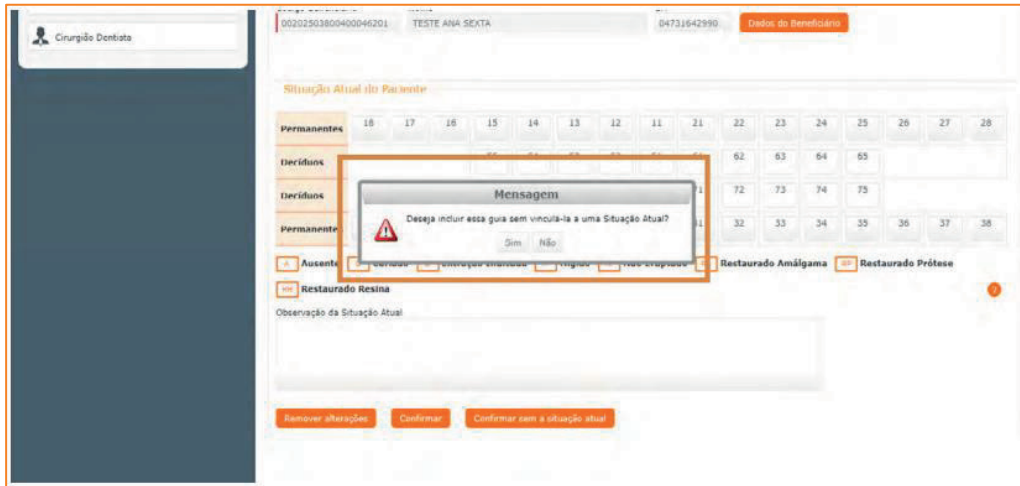 00202503800400046201 TESTE ANA SEXTA 04731642990 Dados do Beneficiário
Cirurgião Dentista
Situação Atual do Paciente
Permanentes 18 17 16 15 14 13 12 11 21 22 23 24 25 26 27 28
Decíduos 62 63 64 65
Decíduos 71 72 73 74 75
Permanente 31 32 33 34 35 36 37 38
Mensagem
Deseja incluir essa guia sem vinculá-la a uma Situação Atual?
Sim Não
A Ausente Restaurado Amálgama RP Restaurado Prótese
Restaurado Resina ?
Observação da Situação Atual
Remover alterações Confirmar Confirmar sem a situação atual